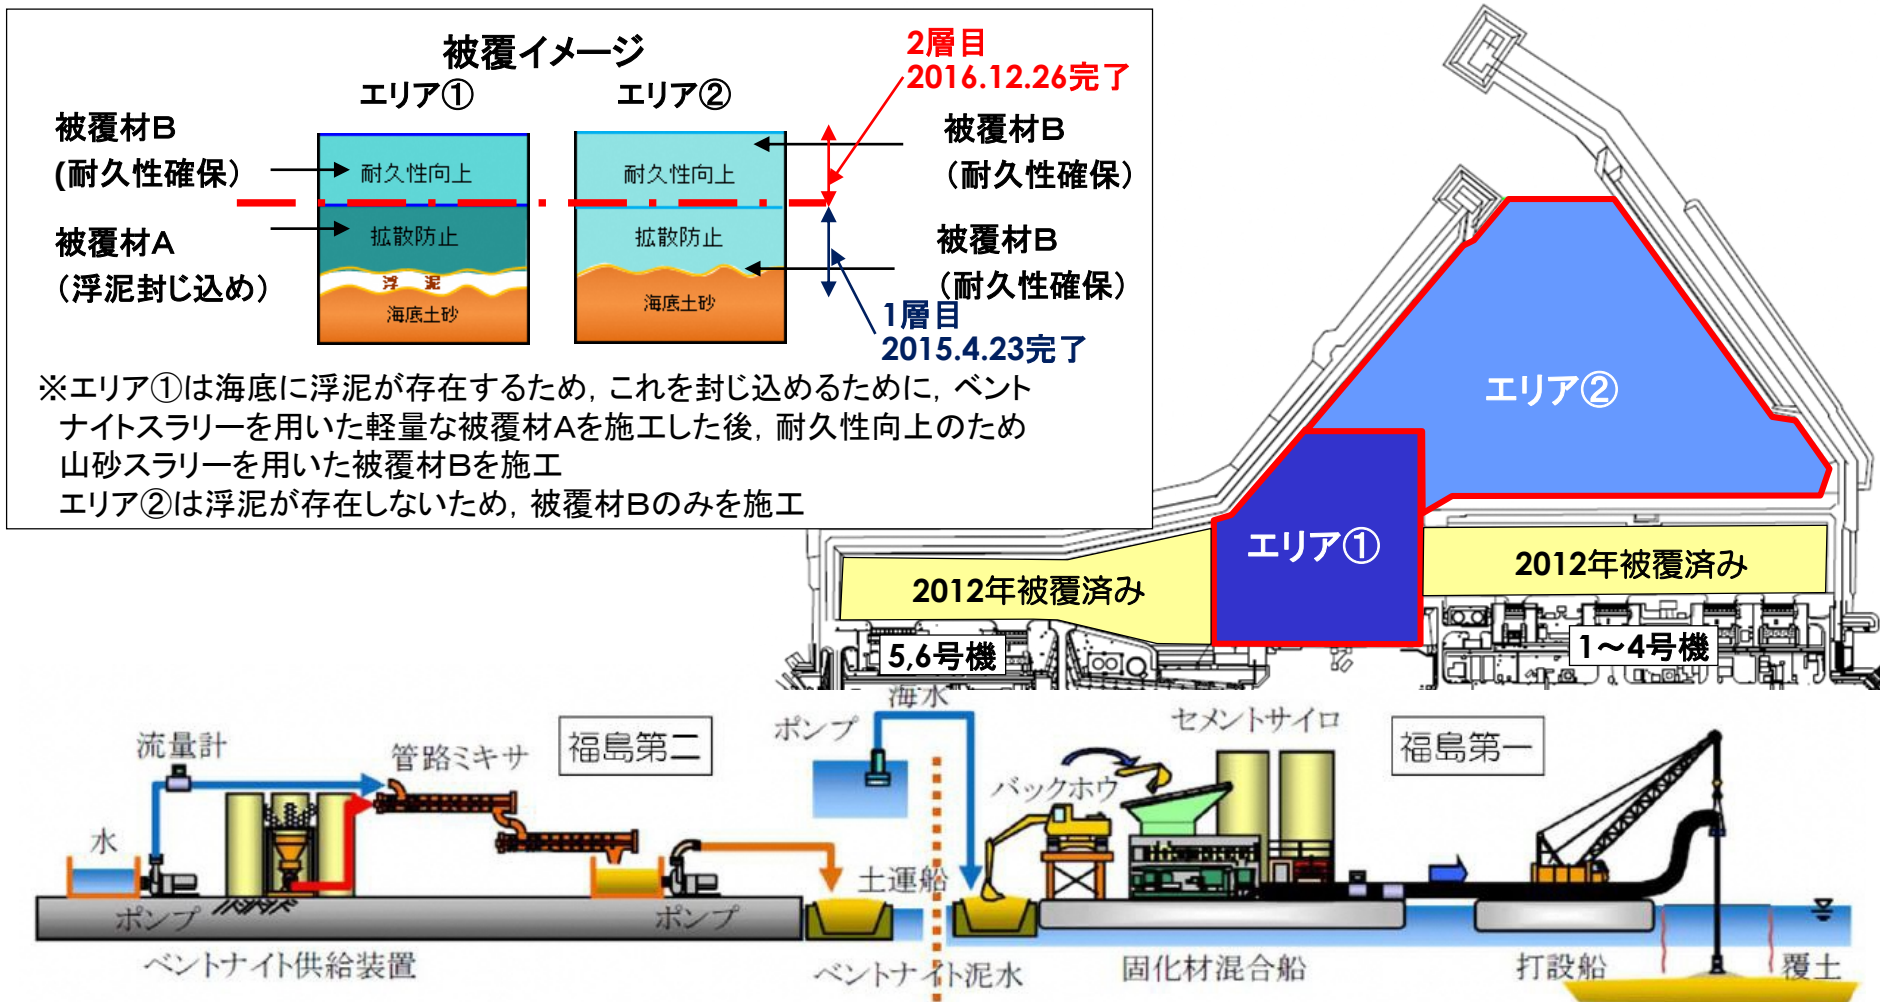 被覆イメージ
エリア①
エリア②
2層目
2016.12.26完了
被覆材B
(耐久性確保)
耐久性向上
耐久性向上
被覆材B
(耐久性確保)
被覆材A
(浮泥封じ込め)
拡散防止
浮 泥
海底土砂
拡散防止
海底土砂
被覆材B
(耐久性確保)
1層目
2015.4.23完了
※エリア①は海底に浮泥が存在するため, これを封じ込めるために, ベント
ナイトスラリーを用いた軽量な被覆材Aを施工した後, 耐久性向上のため
山砂スラリーを用いた被覆材Bを施工
エリア②は浮泥が存在しないため, 被覆材Bのみを施工
エリア②
エリア①
2012年被覆済み
2012年被覆済み
5,6号機
1～4号機
流量計
管路ミキサ
福島第二
ポンプ
海水
セメントサイロ
福島第一
バックホウ
水
土運船
ポンプ
ポンプ
ベントナイト供給装置
ベントナイト泥水
固化材混合船
打設船
覆土